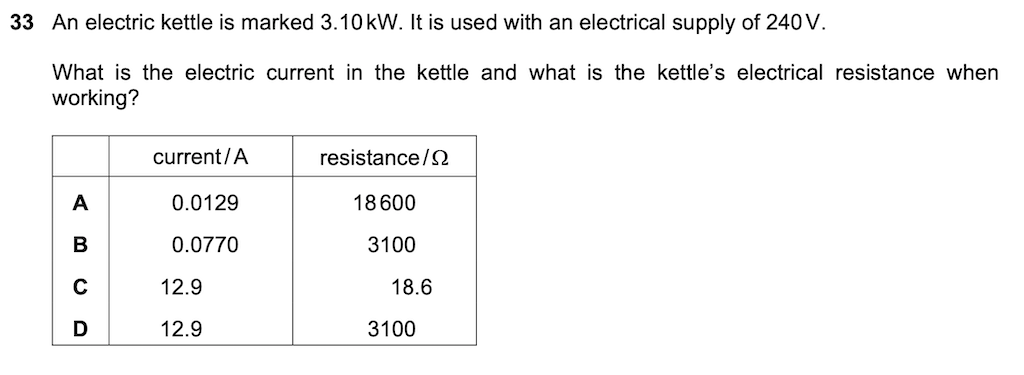 33 An electric kettle is marked 3.10 kW. It is used with an electrical supply of 240 V.
What is the electric current in the kettle and what is the kettle's electrical resistance when
working?
current / A resistance / Ω
A 0.0129 18 600
B 0.0770 3100
C 12.9 18.6
D 12.9 3100